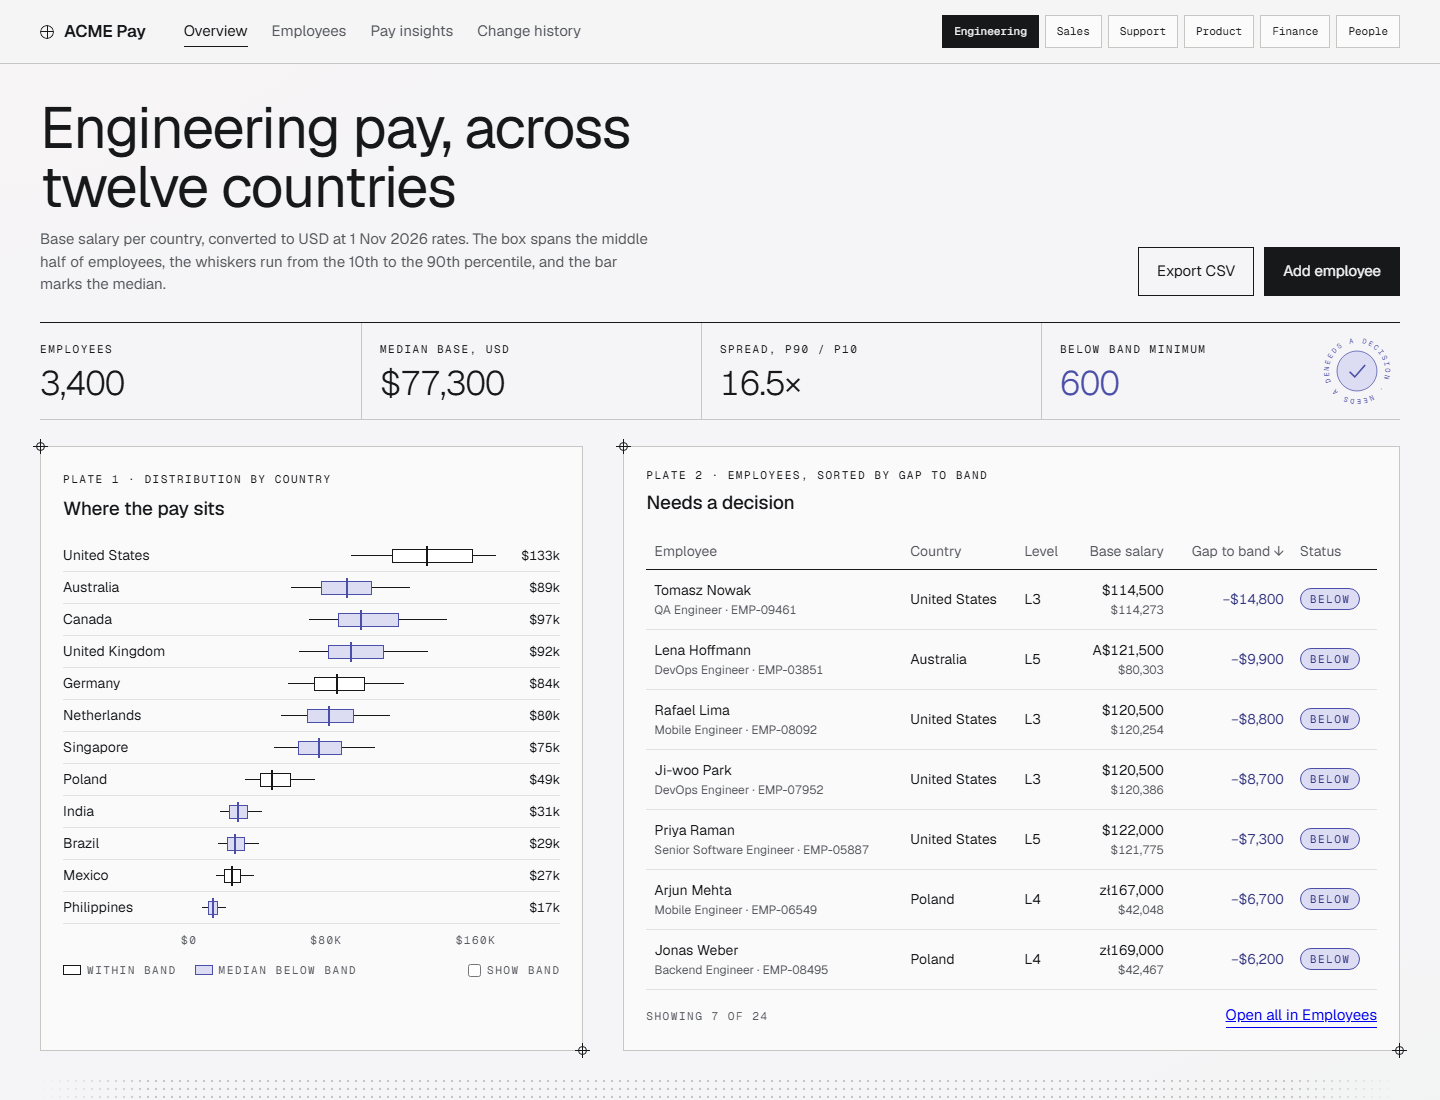 ACME Pay
Overview
Employees
Pay insights
Change history
Engineering
Sales
Support
Product
Finance
People
Engineering pay, across
twelve countries
Base salary per country, converted to USD at 1 Nov 2026 rates. The box spans the middle
half of employees, the whiskers run from the 10th to the 90th percentile, and the bar
marks the median.
Export CSV
Add employee
EMPLOYEES
3,400
MEDIAN BASE, USD
$77,300
SPREAD, P90 / P10
16.5×
BELOW BAND MINIMUM
600
NEEDS A DECISION · NEEDS A DE
PLATE 1 · DISTRIBUTION BY COUNTRY
Where the pay sits
United States $133k
Australia $89k
Canada $97k
United Kingdom $92k
Germany $84k
Netherlands $80k
Singapore $75k
Poland $49k
India $31k
Brazil $29k
Mexico $27k
Philippines $17k
$0 $80K $160K
WITHIN BAND MEDIAN BELOW BAND SHOW BAND
PLATE 2 · EMPLOYEES, SORTED BY GAP TO BAND
Needs a decision
Employee Country Level Base salary Gap to band ↓ Status
Tomasz Nowak
QA Engineer · EMP-09461
United States L3
$114,500
$114,273
−$14,800 BELOW
Lena Hoffmann
DevOps Engineer · EMP-03851
Australia L5
A$121,500
$80,303
−$9,900 BELOW
Rafael Lima
Mobile Engineer · EMP-08092
United States L3
$120,500
$120,254
−$8,800 BELOW
Ji-woo Park
DevOps Engineer · EMP-07952
United States L3
$120,500
$120,386
−$8,700 BELOW
Priya Raman
Senior Software Engineer · EMP-05887
United States L5
$122,000
$121,775
−$7,300 BELOW
Arjun Mehta
Mobile Engineer · EMP-06549
Poland L4
zł167,000
$42,048
−$6,700 BELOW
Jonas Weber
Backend Engineer · EMP-08495
Poland L4
zł169,000
$42,467
−$6,200 BELOW
SHOWING 7 OF 24
Open all in Employees